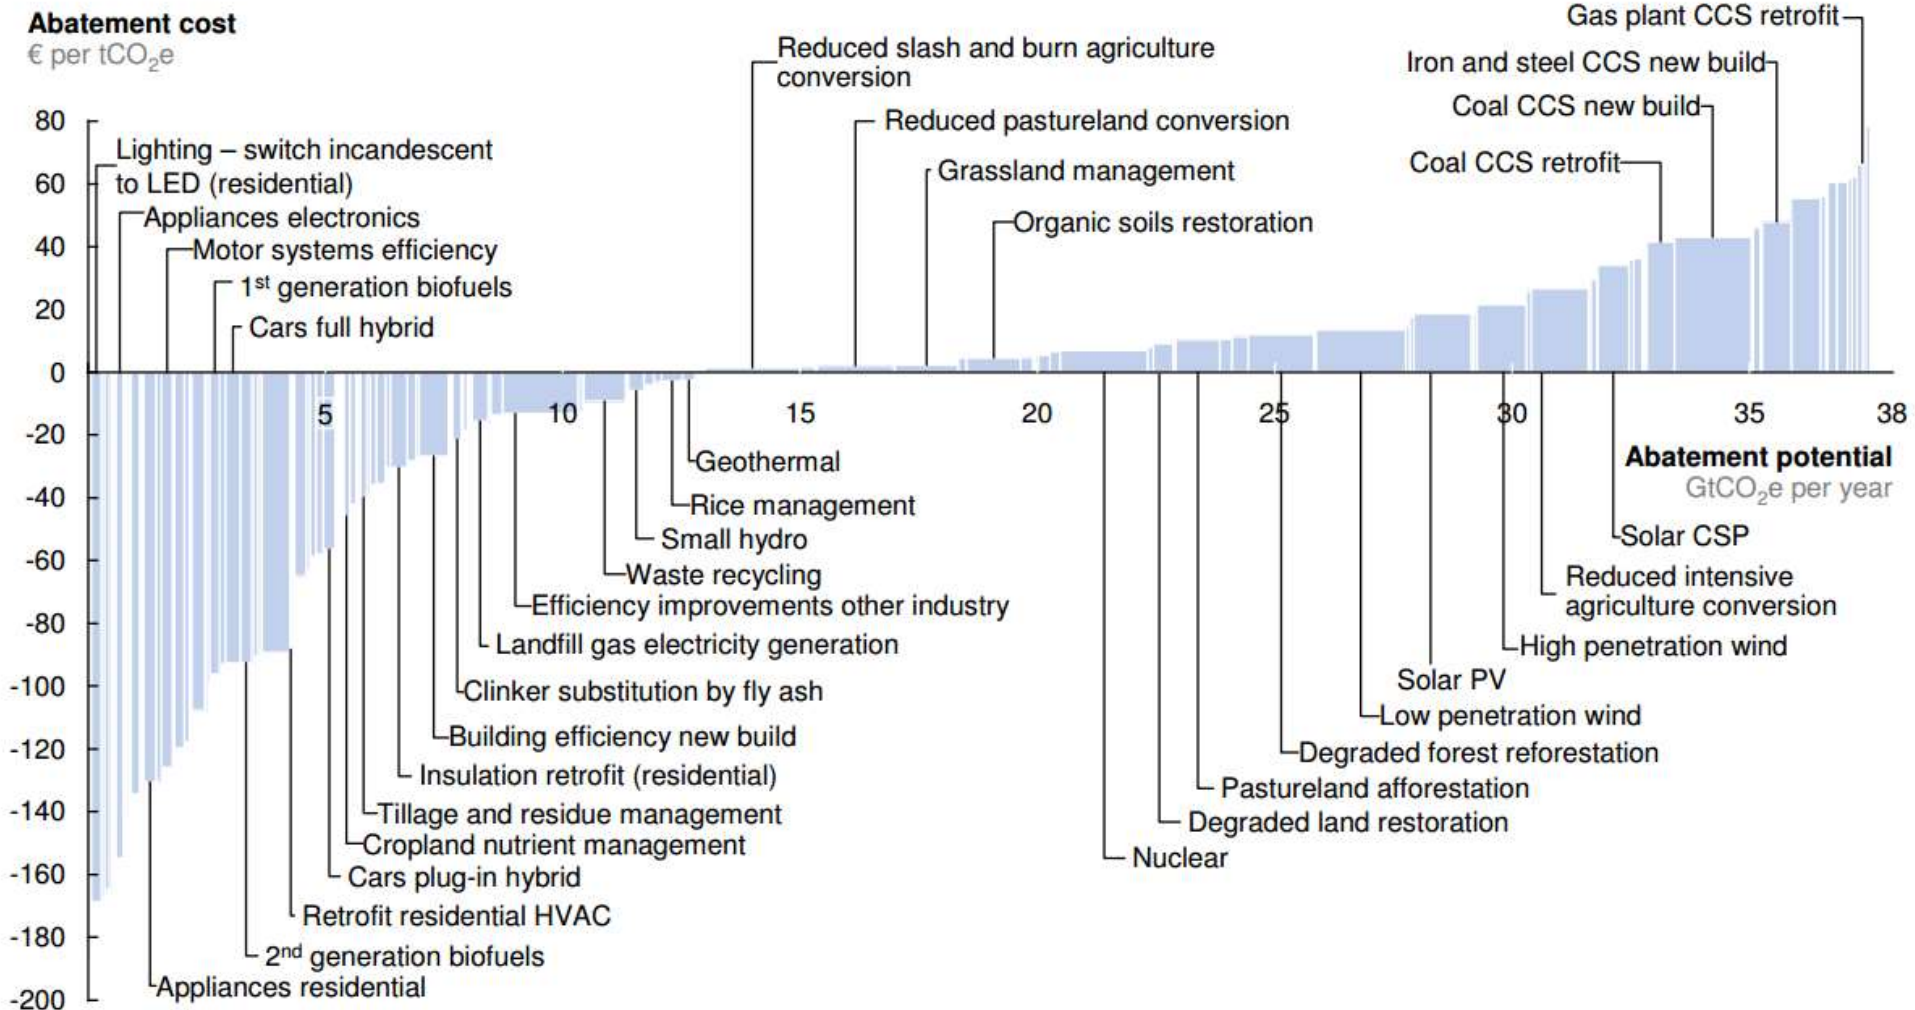 Abatement cost
€ per tCO2e
Gas plant CCS retrofit
Reduced slash and burn agriculture
conversion
Iron and steel CCS new build
Coal CCS new build
Reduced pastureland conversion
Coal CCS retrofit
Grassland management
Organic soils restoration
Lighting – switch incandescent
to LED (residential)
Appliances electronics
Motor systems efficiency
1st generation biofuels
Cars full hybrid
80
60
40
20
0
-20
-40
-60
-80
-100
-120
-140
-160
-180
-200
5
10
15
20
25
30
35
38
Abatement potential
GtCO2e per year
Geothermal
Rice management
Small hydro
Waste recycling
Efficiency improvements other industry
Landfill gas electricity generation
Clinker substitution by fly ash
Building efficiency new build
Insulation retrofit (residential)
Tillage and residue management
Cropland nutrient management
Cars plug-in hybrid
Retrofit residential HVAC
2nd generation biofuels
Appliances residential
Solar CSP
Reduced intensive
agriculture conversion
High penetration wind
Solar PV
Low penetration wind
Degraded forest reforestation
Pastureland afforestation
Degraded land restoration
Nuclear